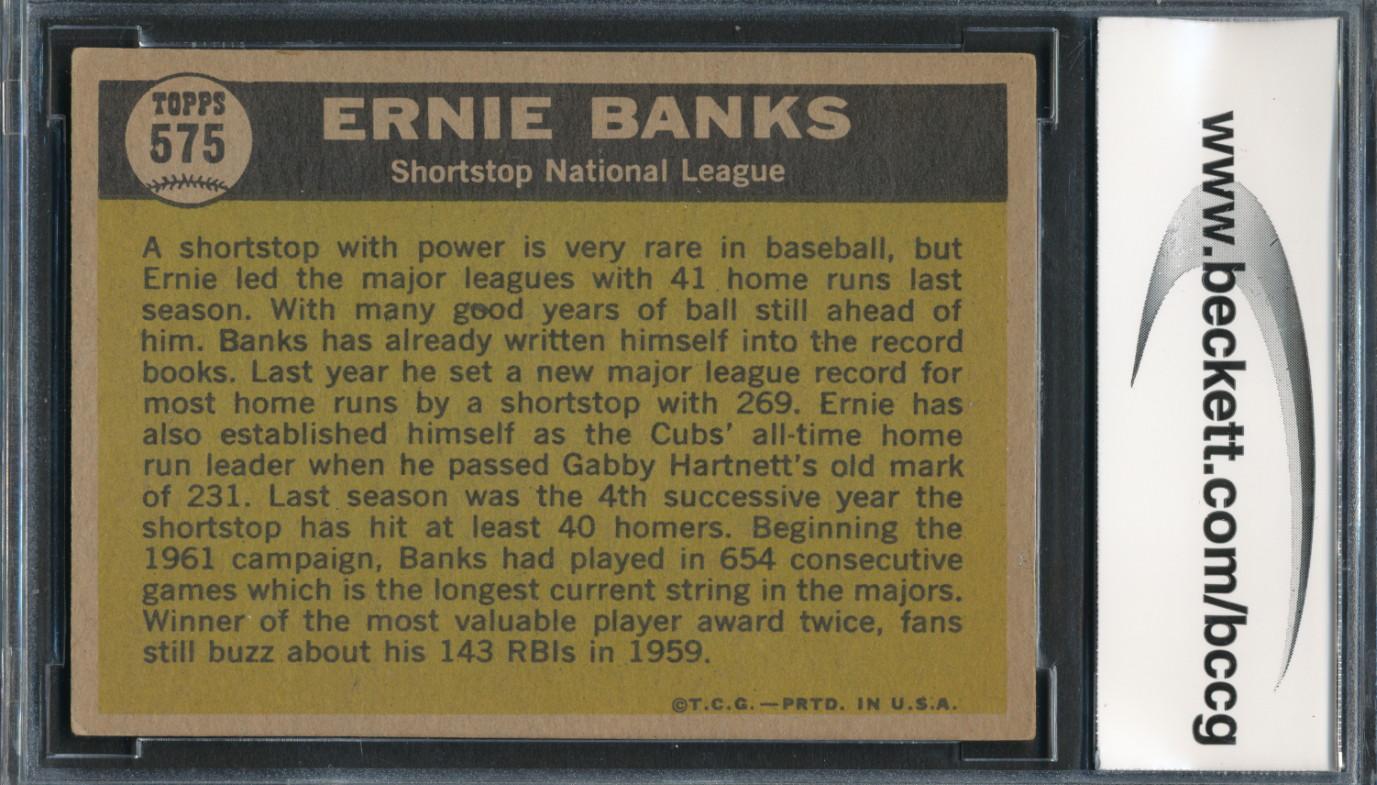 TOPPS
575
ERNIE BANKS
Shortstop National League
A shortstop with power is very rare in baseball, but
Ernie led the major leagues with 41 home runs last
season. With many good years of ball still ahead of
him. Banks has already written himself into the record
books. Last year he set a new major league record for
most home runs by a shortstop with 269. Ernie has
also established himself as the Cubs' all-time home
run leader when he passed Gabby Hartnett's old mark
of 231. Last season was the 4th successive year the
shortstop has hit at least 40 homers. Beginning the
1961 campaign, Banks had played in 654 consecutive
games which is the longest current string in the majors.
Winner of the most valuable player award twice, fans
still buzz about his 143 RBIs in 1959.
©T.C.G.—PRTD. IN U.S.A.
www.beckett.com/bccg